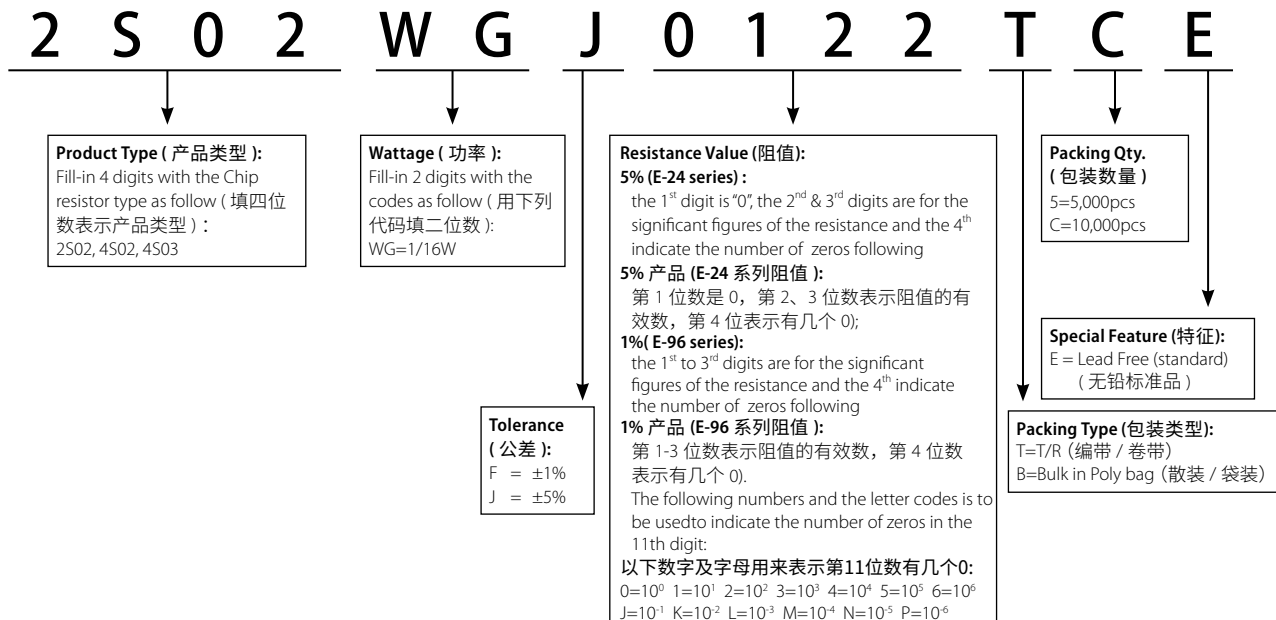 2 S 0 2 W G J 0 1 2 2 T C E
Product Type ( 产品类型 ):
Fill-in 4 digits with the Chip
resistor type as follow ( 填四位
数表示产品类型 ) :
2S02, 4S02, 4S03
Wattage ( 功率 ):
Fill-in 2 digits with the
codes as follow ( 用下列
代码填二位数 ):
WG=1/16W
Tolerance
( 公差 ):
F = ±1%
J = ±5%
Resistance Value (阻值):
5% (E-24 series) :
the 1st digit is “0”, the 2nd & 3rd digits are for the
significant figures of the resistance and the 4th
indicate the number of zeros following
5% 产品 (E-24 系列阻值 ):
第 1 位数是 0，第 2、3 位数表示阻值的有
效数，第 4 位表示有几个 0);
1%( E-96 series):
the 1st to 3rd digits are for the significant
figures of the resistance and the 4th indicate
the number of zeros following
1% 产品 (E-96 系列阻值 ):
第 1-3 位数表示阻值的有效数，第 4 位数
表示有几个 0).
The following numbers and the letter codes is to
be usedto indicate the number of zeros in the
11th digit:
以下数字及字母用来表示第11位数有几个0:
0=10⁰ 1=10¹ 2=10² 3=10³ 4=10⁴ 5=10⁵ 6=10⁶
J=10⁻¹ K=10⁻² L=10⁻³ M=10⁻⁴ N=10⁻⁵ P=10⁻⁶
Packing Qty.
( 包装数量 )
5=5,000pcs
C=10,000pcs
Special Feature (特征):
E = Lead Free (standard)
( 无铅标准品 )
Packing Type (包装类型):
T=T/R (编带 / 卷带)
B=Bulk in Poly bag (散装 / 袋装)